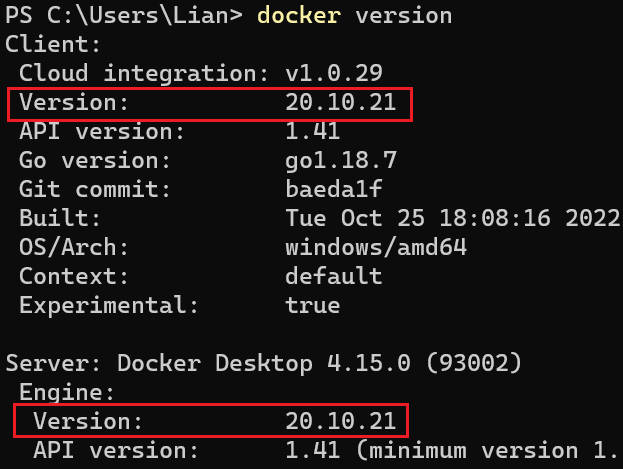 PS C:\Users\Lian> docker version
Client:
 Cloud integration: v1.0.29
 Version:           20.10.21
 API version:       1.41
 Go version:        go1.18.7
 Git commit:        baeda1f
 Built:             Tue Oct 25 18:08:16 2022
 OS/Arch:           windows/amd64
 Context:           default
 Experimental:      true

Server: Docker Desktop 4.15.0 (93002)
 Engine:
  Version:          20.10.21
  API version:      1.41 (minimum version 1.